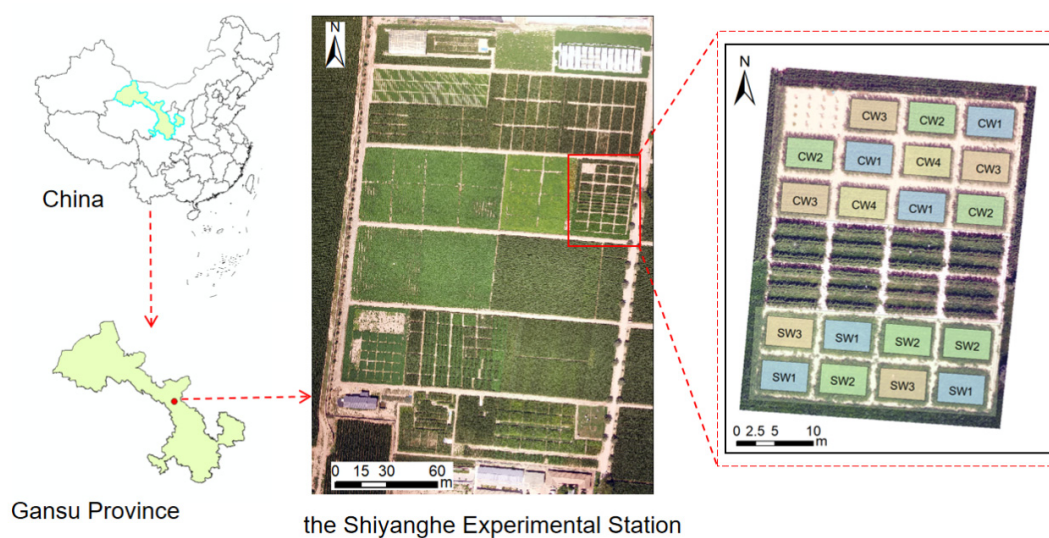 China
Gansu Province
N
0 15 30 60
m
the Shiyanghe Experimental Station
N
CW3 CW2 CW1
CW2 CW1 CW4 CW3
CW3 CW4 CW1 CW2
SW3 SW1 SW2 SW2
SW1 SW2 SW3 SW1
0 2.5 5 10
m